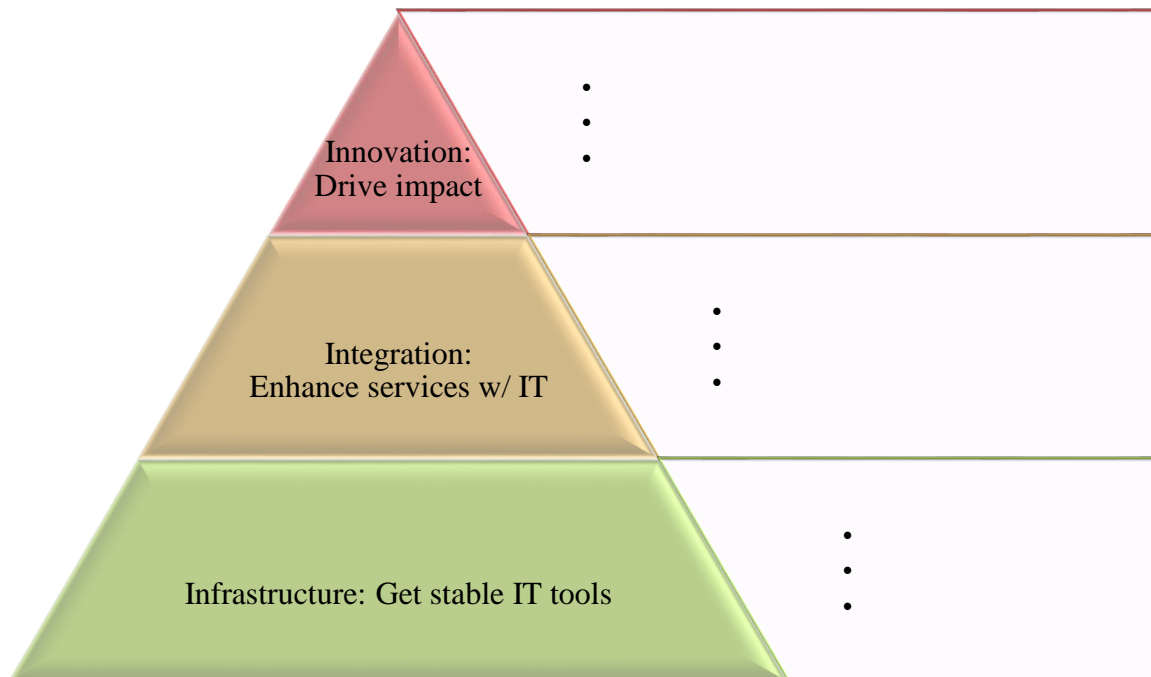 Innovation:
Drive impact
•
•
•
Integration:
Enhance services w/ IT
•
•
•
Infrastructure: Get stable IT tools
•
•
•